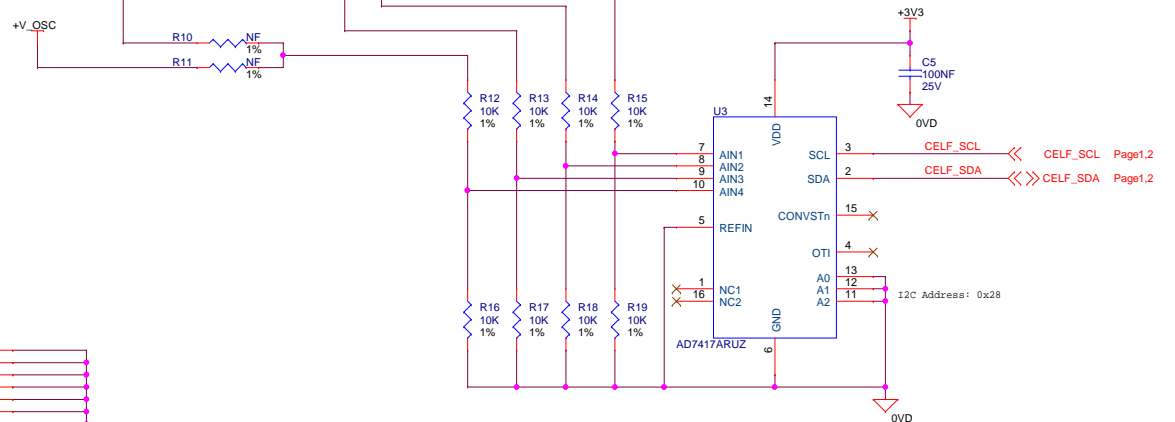 +V_OSC
R10
NF
1%
R11
NF
1%
+3V3
C5
100NF
25V
0VD
R12
10K
1%
R13
10K
1%
R14
10K
1%
R15
10K
1%
U3
14
VDD
7
AIN1
8
AIN2
9
AIN3
10
AIN4
5
REFIN
1
NC1
16
NC2
SCL
3
CELF_SCL
CELF_SCL Page1,2
SDA
2
CELF_SDA
CELF_SDA Page1,2
CONVSTn
15
OTI
4
A0
13
A1
12
A2
11
I2C Address: 0x28
GND
6
AD7417ARUZ
R16
10K
1%
R17
10K
1%
R18
10K
1%
R19
10K
1%
0VD